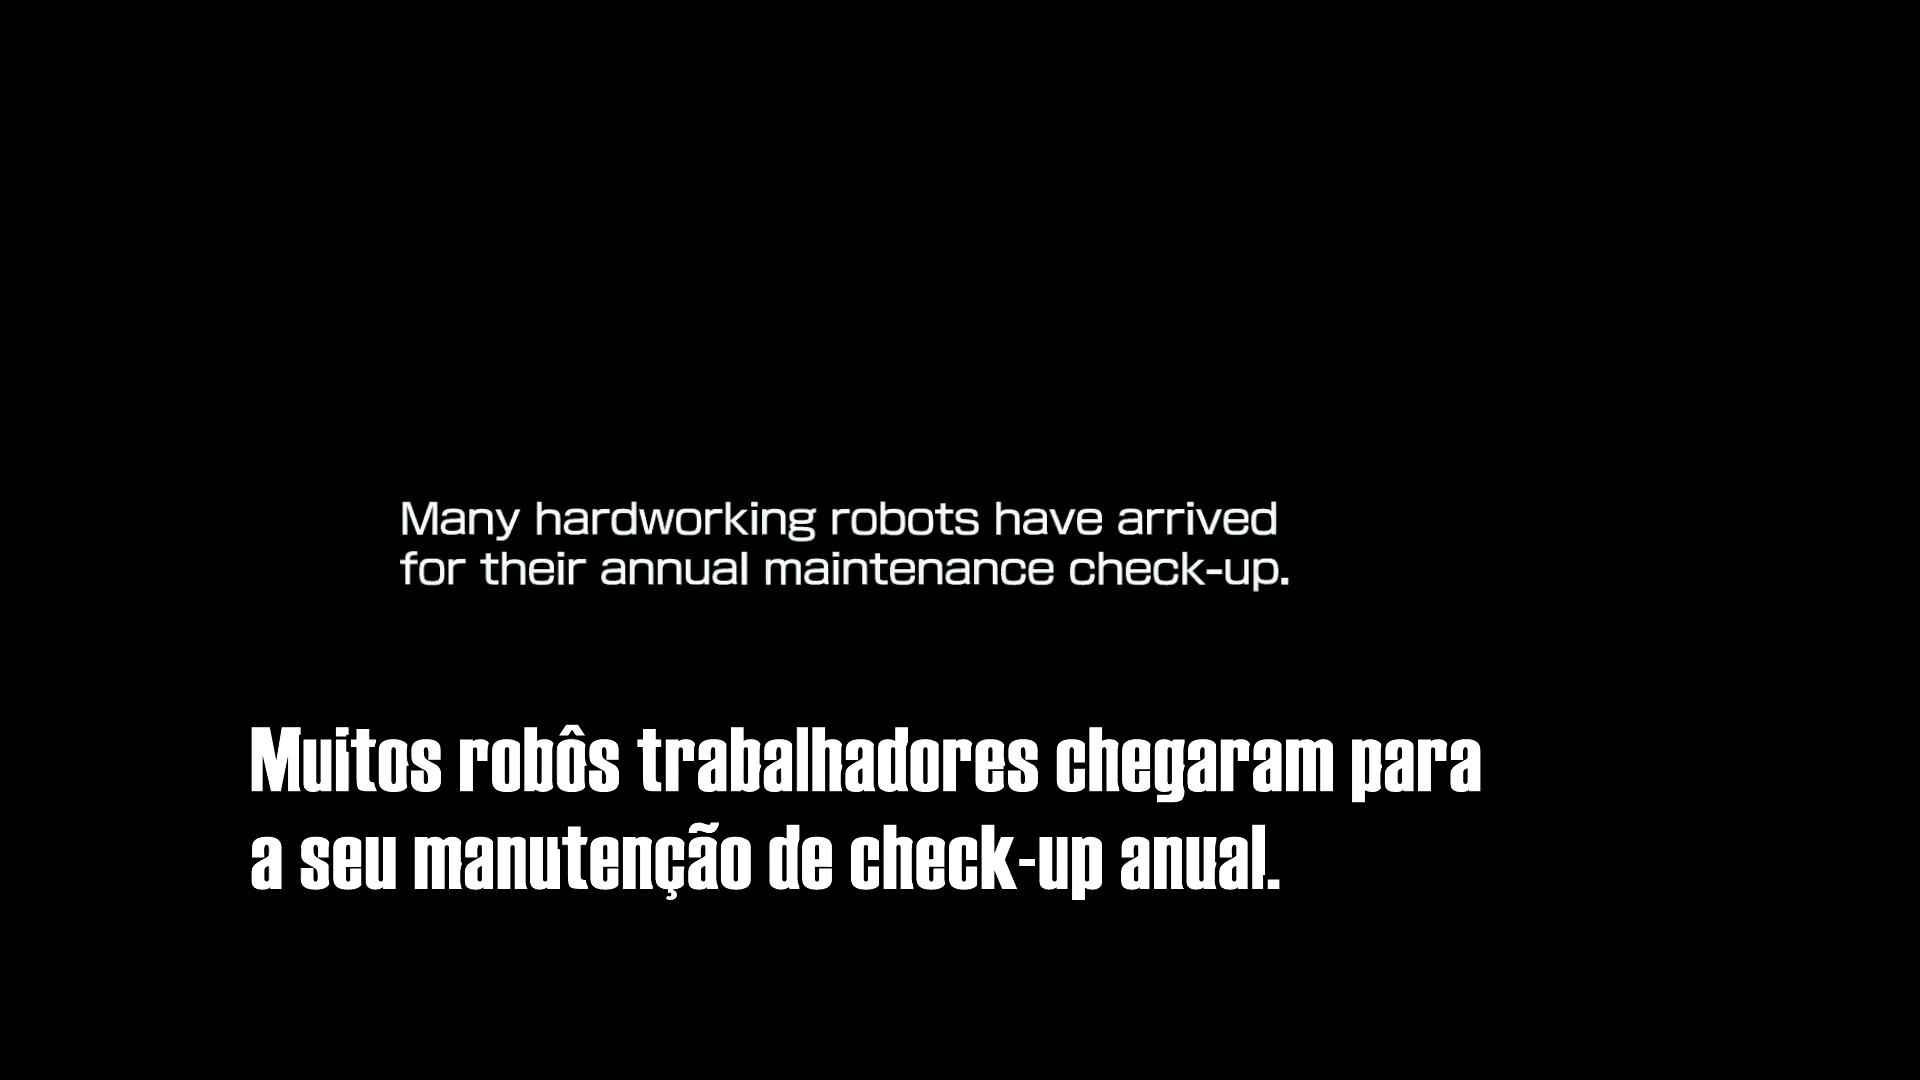 Many hardworking robots have arrived
for their annual maintenance check-up.
Muitos robôs trabalhadores chegaram para
a seu manutenção de check-up anual.